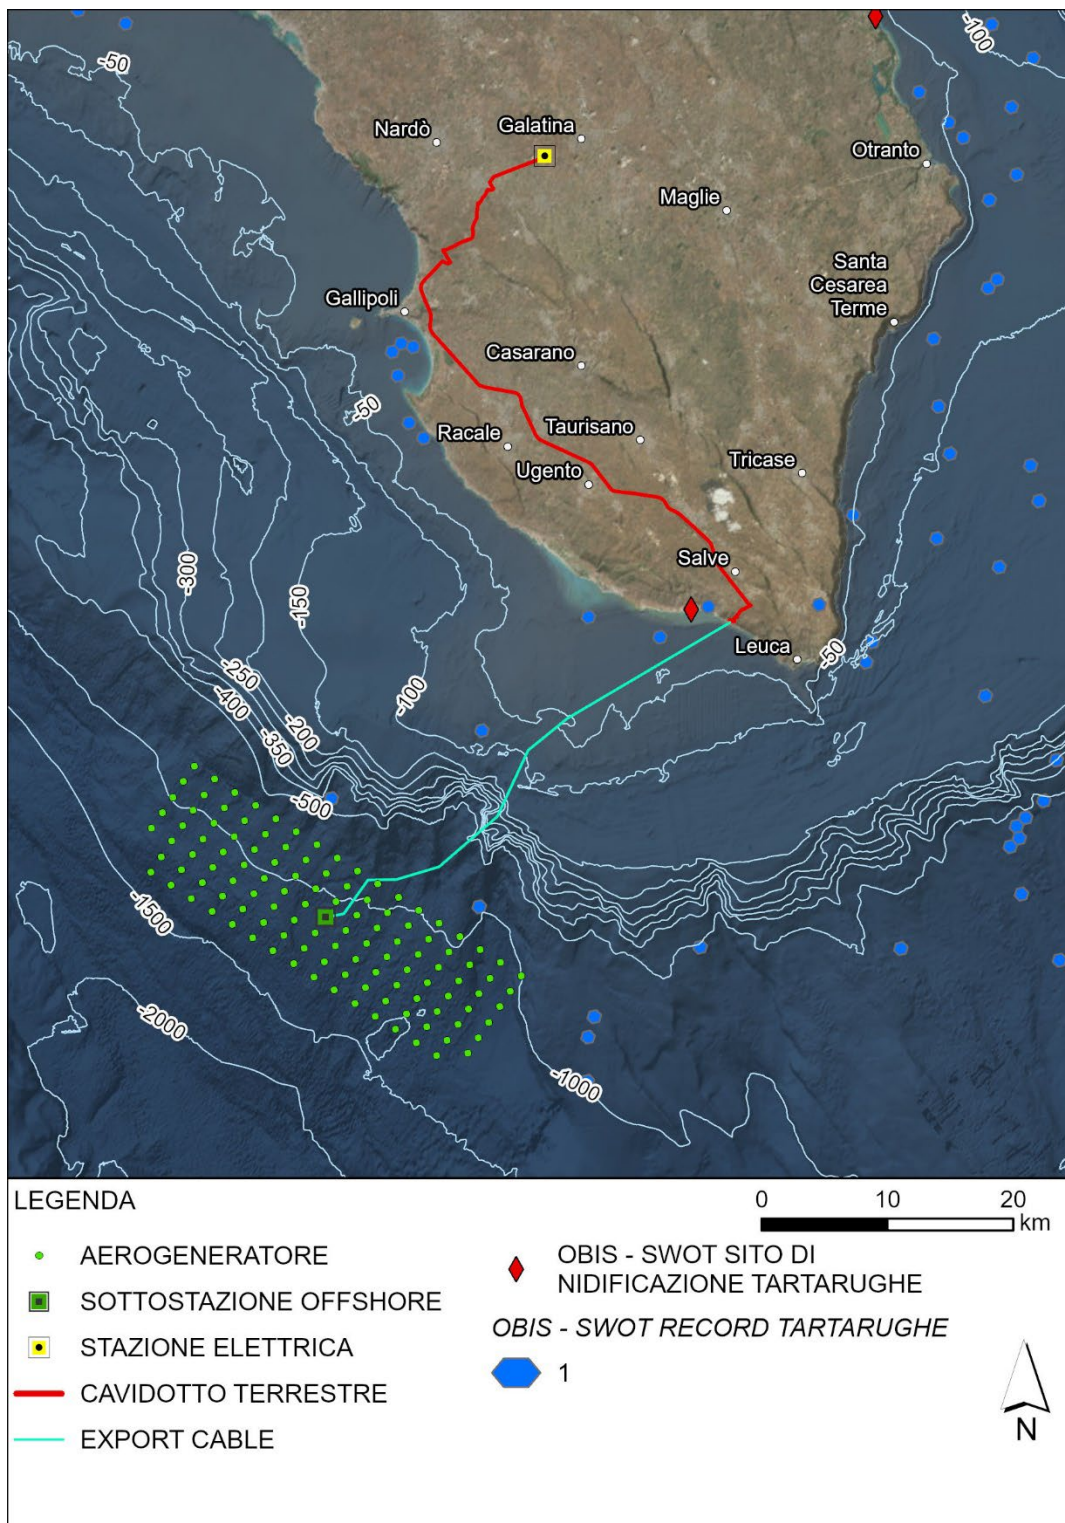 -50
-100
Nardò
Galatina
Otranto
Maglie
Santa
Cesarea
Terme
Gallipoli
Casarano
-50
Racale
Taurisano
Ugento
Tricase
-300
-150
Salve
Leuca
-50
-250
-400
-350
-200
-100
-500
-1500
-2000
-1000
LEGENDA
AEROGENERATORE
SOTTOSTAZIONE OFFSHORE
STAZIONE ELETTRICA
CAVIDOTTO TERRESTRE
EXPORT CABLE
0 10 20
km
OBIS - SWOT SITO DI
NIDIFICAZIONE TARTARUGHE
OBIS - SWOT RECORD TARTARUGHE
1
N